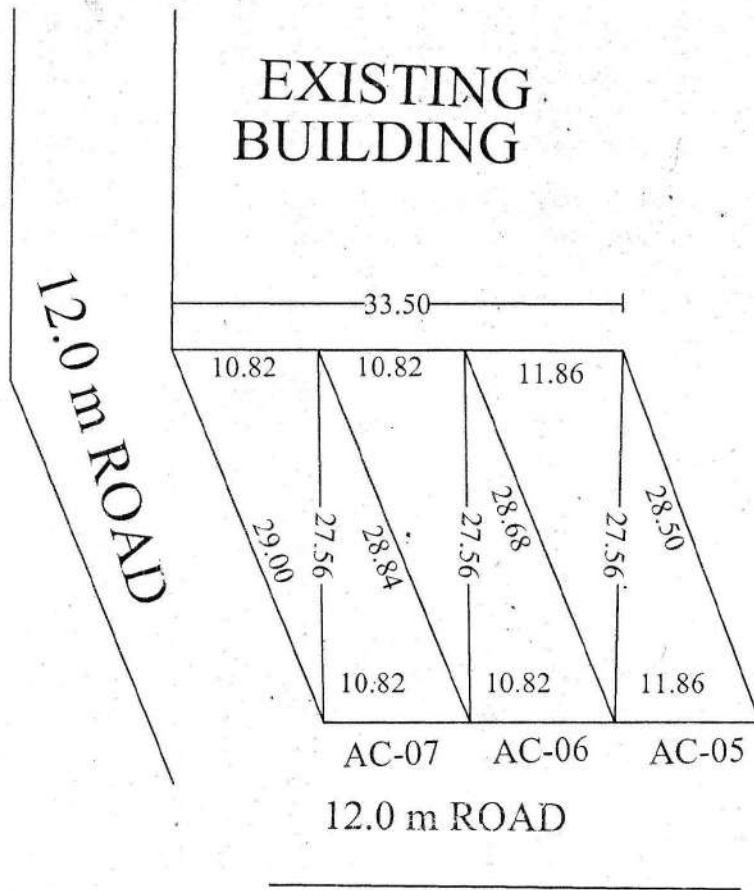 EXISTING
BUILDING
33.50
10.82 10.82 11.86
12.0 m ROAD
29.00 27.56 28.84 27.56 28.68 27.56 28.50
10.82 10.82 11.86
AC-07 AC-06 AC-05
12.0 m ROAD